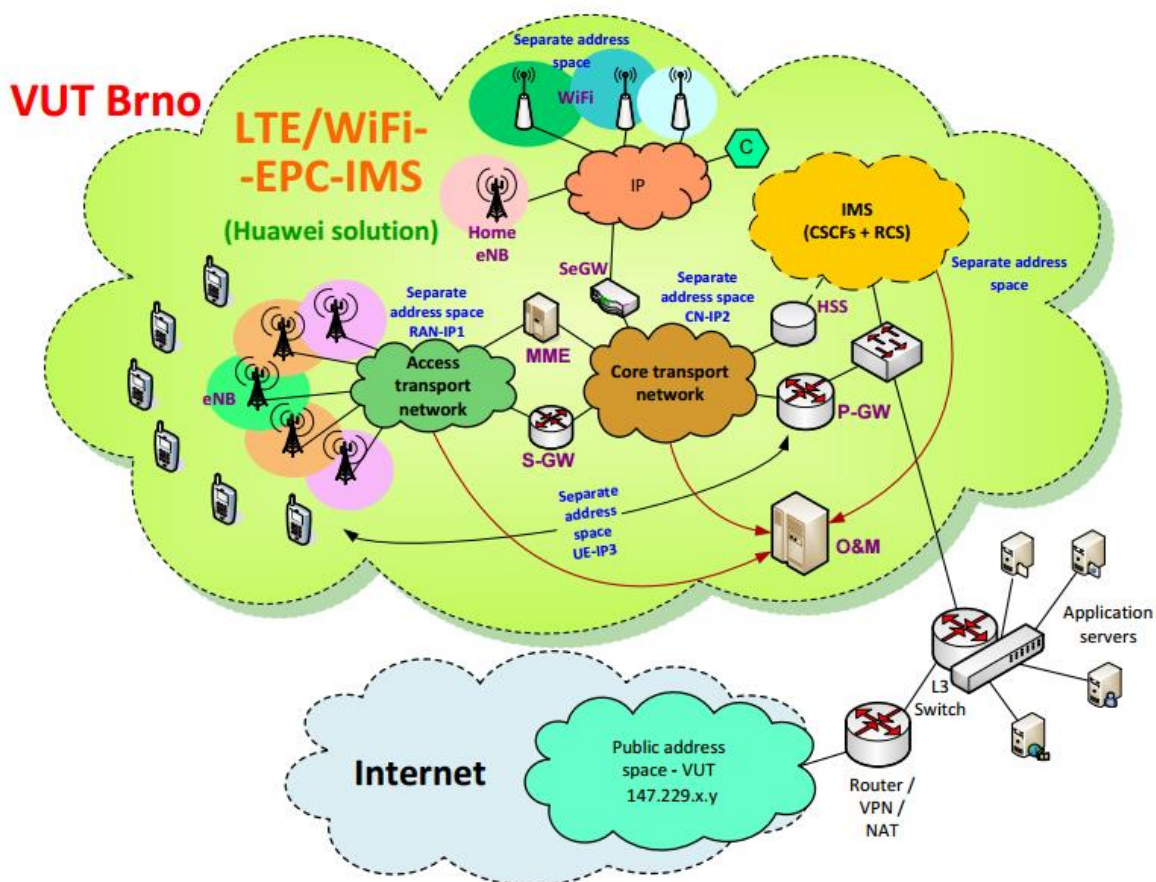 VUT Brno
LTE/WiFi-
-EPC-IMS
(Huawei solution)
Separate address
space
WiFi
C
IP
Home
eNB
IMS
(CSCFs + RCS)
SeGW
Separate address
space
Separate
address space
RAN-IP1
Separate
address space
CN-IP2
HSS
MME
Access
transport
network
Core transport
network
eNB
P-GW
S-GW
Separate
address
space
UE-IP3
O&M
Application
servers
L3
Switch
Internet
Public address
space - VUT
147.229.x.y
Router /
VPN /
NAT